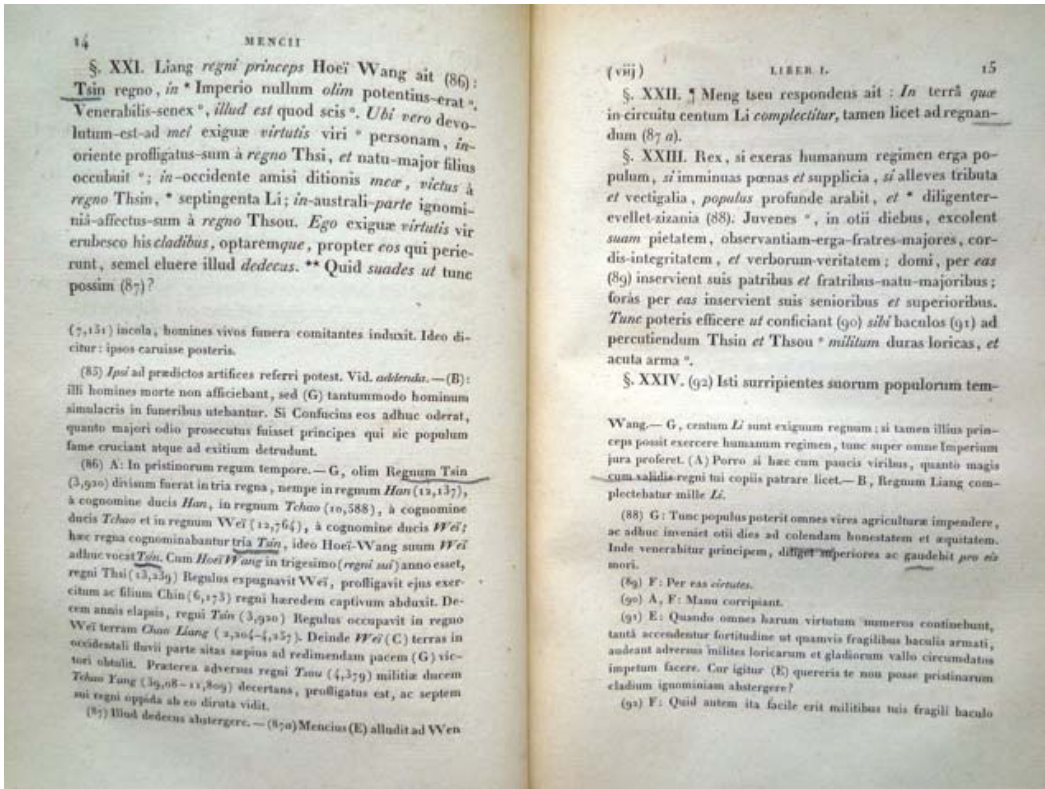 14
MENCII
§. XXI. Liang regni princeps Hoeï Wang ait (86) :
Tsin regno, in * Imperio nullum olim potentius-erat °.
Venerabilis-senex °, illud est quod scis °. Ubi vero devo-
lutum-est-ad mei exiguæ virtutis viri ° personam, in-
oriente profligatus-sum à regno Thsi, et natu-major filius
occubuit °; in-occidente amisi ditionis meæ, victus à
regno Thsin, * septingenta Li; in-australi-parte ignomi-
niâ-affectus-sum à regno Thsou. Ego exiguæ virtutis vir
erubesco his cladibus, optaremque, propter eos qui perie-
runt, semel eluere illud dedecus. ** Quid suades ut tunc
possim (87)?
(7,151) incola, homines vivos funera comitantes induxit. Ideo di-
citur: ipsos caruisse posteris.
(85) Ipsi ad prædictos artifices referri potest. Vid. addenda. — (B):
illi homines morte non afficiebant, sed (G) tantummodo hominum
simulacris in funeribus utebantur. Si Confucius eos adhuc oderat,
quanto majori odio prosecutus fuisset principes qui sic populum
fame cruciant atque ad exitium detrudunt.
(86) A: In pristinorum regum tempore. — G, olim Regnum Tsin
(3,920) divisum fuerat in tria regna, nempe in regnum Han (12,137),
à cognomine ducis Han, in regnum Tchao (10,588), à cognomine
ducis Tchao et in regnum Weï (12,764), à cognomine ducis Weï;
hæc regna cognominabantur tria Tsin, ideo Hoeï-Wang suum Weï
adhuc vocat Tsin. Cum Hoeï Wang in trigesimo (regni sui) anno esset,
regni Thsi (13,239) Regulus expugnavit Weï, profligavit ejus exer-
citum ac filium Chin (6,173) regni hæredem captivum abduxit. De-
cem annis elapsis, regni Tsin (3,920) Regulus occupavit in regno
Weï terram Chao Liang (2,204-4,257). Deinde Weï (C) terras in
occidentali fluvii parte sitas sæpius ad redimendam pacem (G) vic-
tori obtulit. Præterea adversus regni Tsou (4,379) militiæ ducem
Tchao Yang (39,08-11,809) decertans, profligatus est, ac septem
sui regni oppida ab eo diruta vidit.
(87) Illud dedecus abstergere. — (87a) Mencius (E) alludit ad Wen
(viij)
LIBER I.
15
§. XXII. ¶ Meng tseu respondens ait : In terrâ quæ
in circuitu centum Li complectitur, tamen licet ad regnan-
dum (87 a).
§. XXIII. Rex, si exeras humanum regimen erga po-
pulum, si imminuas pœnas et supplicia, si alleves tributa
et vectigalia, populus profunde arabit, et * diligenter-
evellet-zizania (88). Juvenes °, in otii diebus, excolent
suam pietatem, observantiam-erga-fratres-majores, cor-
dis-integritatem, et verborum-veritatem; domi, per eas
(89) inservient suis patribus et fratribus-natu-majoribus;
foràs per eas inservient suis senioribus et superioribus.
Tunc poteris efficere ut conficiant (90) sibi baculos (91) ad
percutiendum Thsin et Thsou ° militum duras loricas, et
acuta arma °.
§. XXIV. (92) Isti surripientes suorum populorum tem-
Wang. — G, centum Li sunt exiguum regnum; si tamen illius prin-
ceps possit exercere humanum regimen, tunc super omne Imperium
jura proferet. (A) Porro si hæc cum paucis viribus, quanto magis
cum validis regni tui copiis patrare licet. — B, Regnum Liang com-
plectebatur mille Li.
(88) G: Tunc populus poterit omnes vires agriculturæ impendere,
ac adhuc inveniet otii dies ad colendam honestatem et æquitatem.
Inde venerabitur principem, diliget superiores ac gaudebit pro eis
mori.
(89) F: Per eas virtutes.
(90) A, F: Manu corripiant.
(91) E: Quando omnes harum virtutum numeros continebunt,
tantâ accendentur fortitudine ut quamvis fragilibus baculis armati,
audeant adversus milites loricarum et gladiorum vallo circumdatos
impetum facere. Cur igitur (E) quereris te non posse pristinarum
cladium ignominiam abstergere?
(92) F: Quid autem ita facile erit militibus tuis fragili baculo